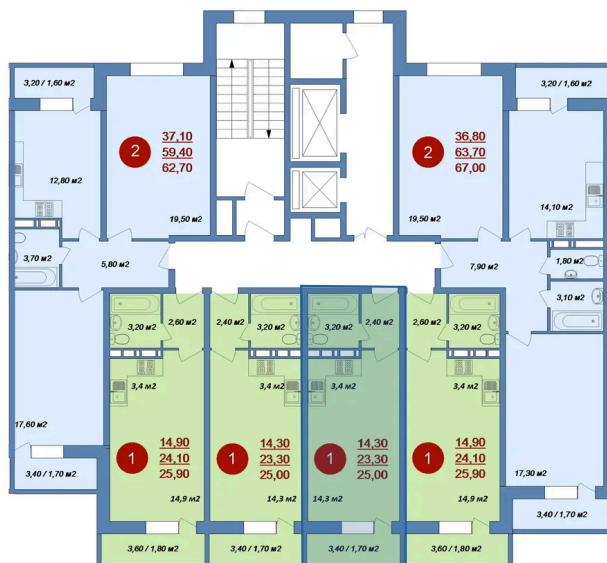 3,20 / 1,60 м2
3,20 / 1,60 м2
2
37,10
59,40
62,70
2
36,80
63,70
67,00
12,80 м2
14,10 м2
19,50 м2
19,50 м2
3,70 м2
5,80 м2
7,90 м2
1,80 м2
3,10 м2
3,20 м2
2,60 м2
2,40 м2
3,20 м2
3,20 м2
2,40 м2
2,60 м2
3,20 м2
3,4 м2
3,4 м2
3,4 м2
3,4 м2
17,60 м2
1
14,90
24,10
25,90
1
14,30
23,30
25,00
1
14,30
23,30
25,00
1
14,90
24,10
25,90
17,30 м2
14,9 м2
14,3 м2
14,3 м2
14,9 м2
3,40 / 1,70 м2
3,40 / 1,70 м2
3,60 / 1,80 м2
3,40 / 1,70 м2
3,40 / 1,70 м2
3,60 / 1,80 м2